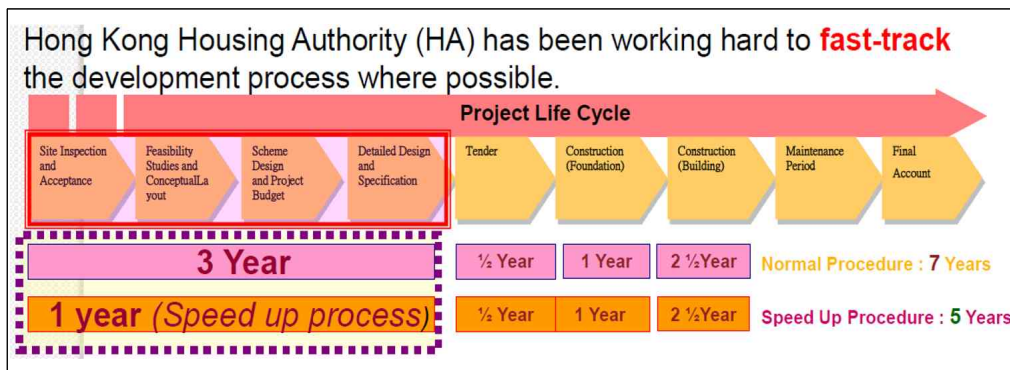 Hong Kong Housing Authority (HA) has been working hard to fast-track
the development process where possible.
Project Life Cycle
Site Inspection
and
Acceptance
Feasibility
Studies and
ConceptualLa
yout
Scheme
Design
and Project
Budget
Detailed Design
and
Specification
Tender
Construction
(Foundation)
Construction
(Building)
Maintenance
Period
Final
Account
3 Year
½ Year
1 Year
2 ½Year
Normal Procedure : 7 Years
1 year (Speed up process)
½ Year
1 Year
2 ½Year
Speed Up Procedure : 5 Years